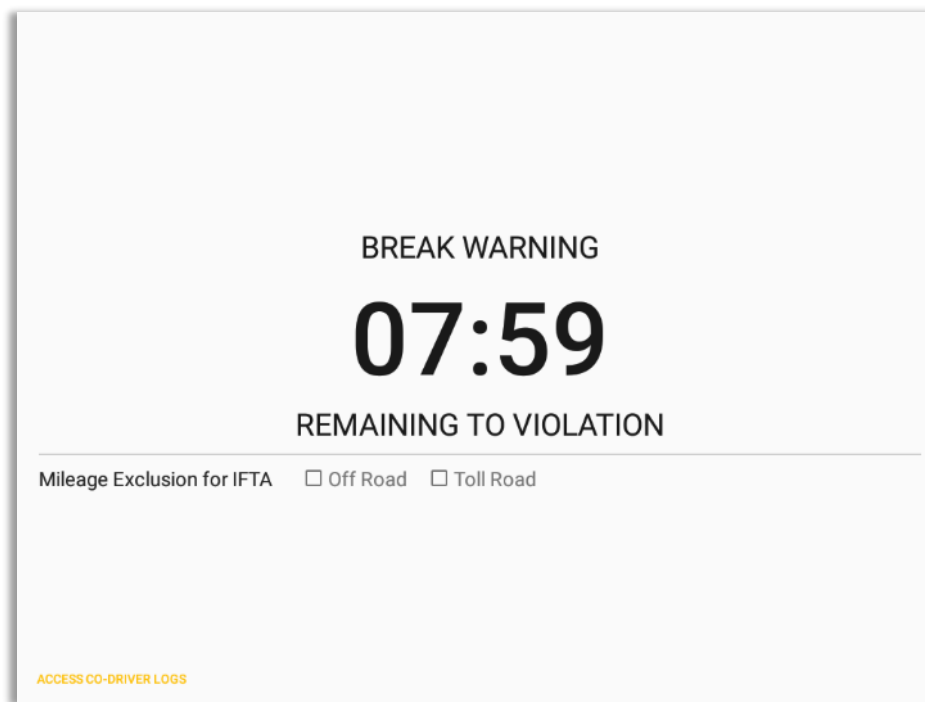 BREAK WARNING
07:59
REMAINING TO VIOLATION
Mileage Exclusion for IFTA Off Road Toll Road
ACCESS CO-DRIVER LOGS